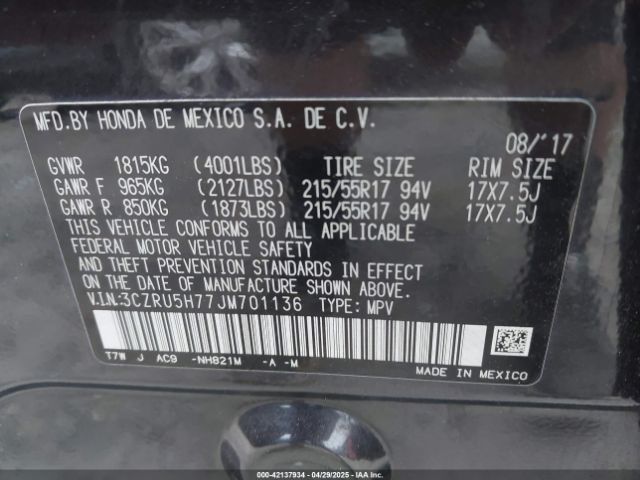 MFD.BY HONDA DE MEXICO S.A. DE C.V.
08/'17
GVWR 1815KG (4001LBS) TIRE SIZE RIM SIZE
GAWR F 965KG (2127LBS) 215/55R17 94V 17X7.5J
GAWR R 850KG (1873LBS) 215/55R17 94V 17X7.5J
THIS VEHICLE CONFORMS TO ALL APPLICABLE
FEDERAL MOTOR VEHICLE SAFETY
AND THEFT PREVENTION STANDARDS IN EFFECT
ON THE DATE OF MANUFACTURE SHOWN ABOVE.
V.I.N:3CZRU5H77JM701136 TYPE: MPV
T7W J AC9 -NH821M -A -M
MADE IN MEXICO
000-42137934 - 04/29/2025 - IAAI.COM